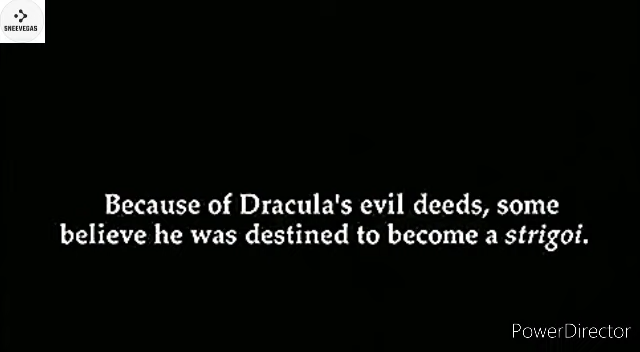 SNEEVEGAS
Because of Dracula's evil deeds, some
believe he was destined to become a strigoi.
PowerDirector